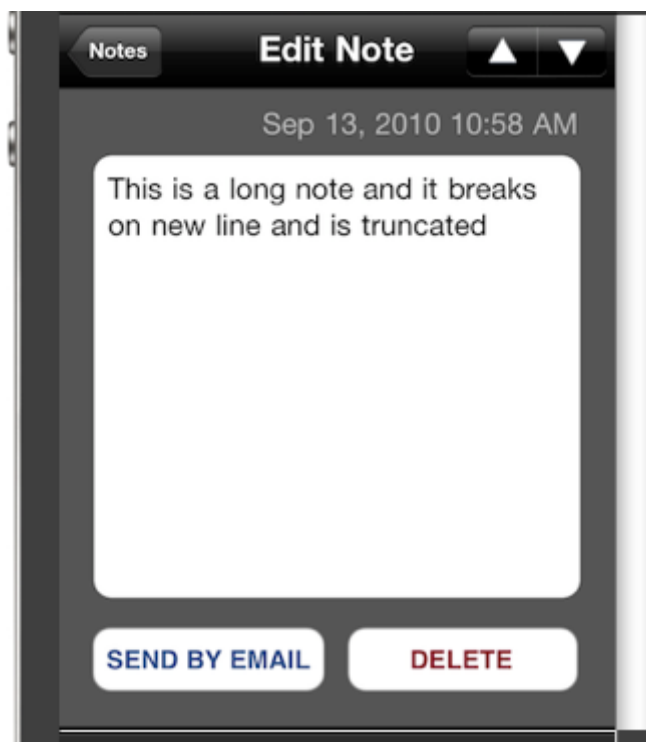 Notes
Edit Note
Sep 13, 2010 10:58 AM
This is a long note and it breaks
on new line and is truncated
SEND BY EMAIL
DELETE